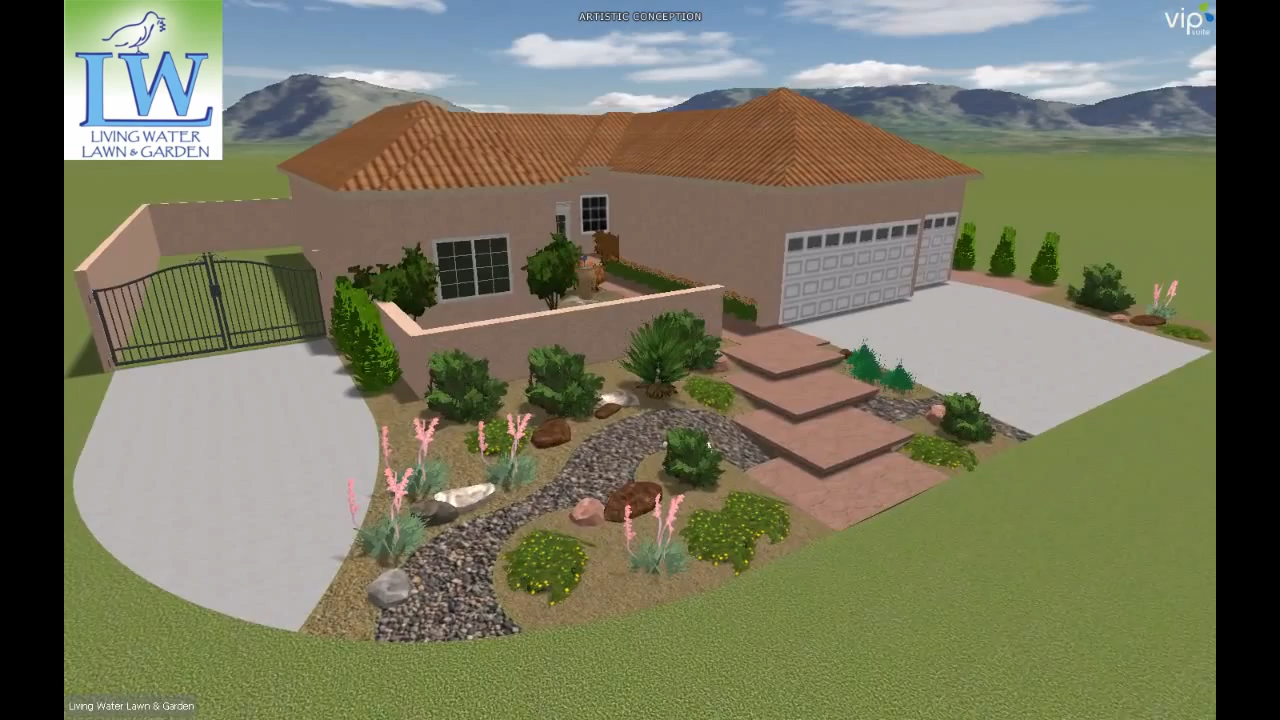 ARTISTIC CONCEPTION
vip
suite
LW
LIVING WATER
LAWN & GARDEN
Living Water Lawn & Garden